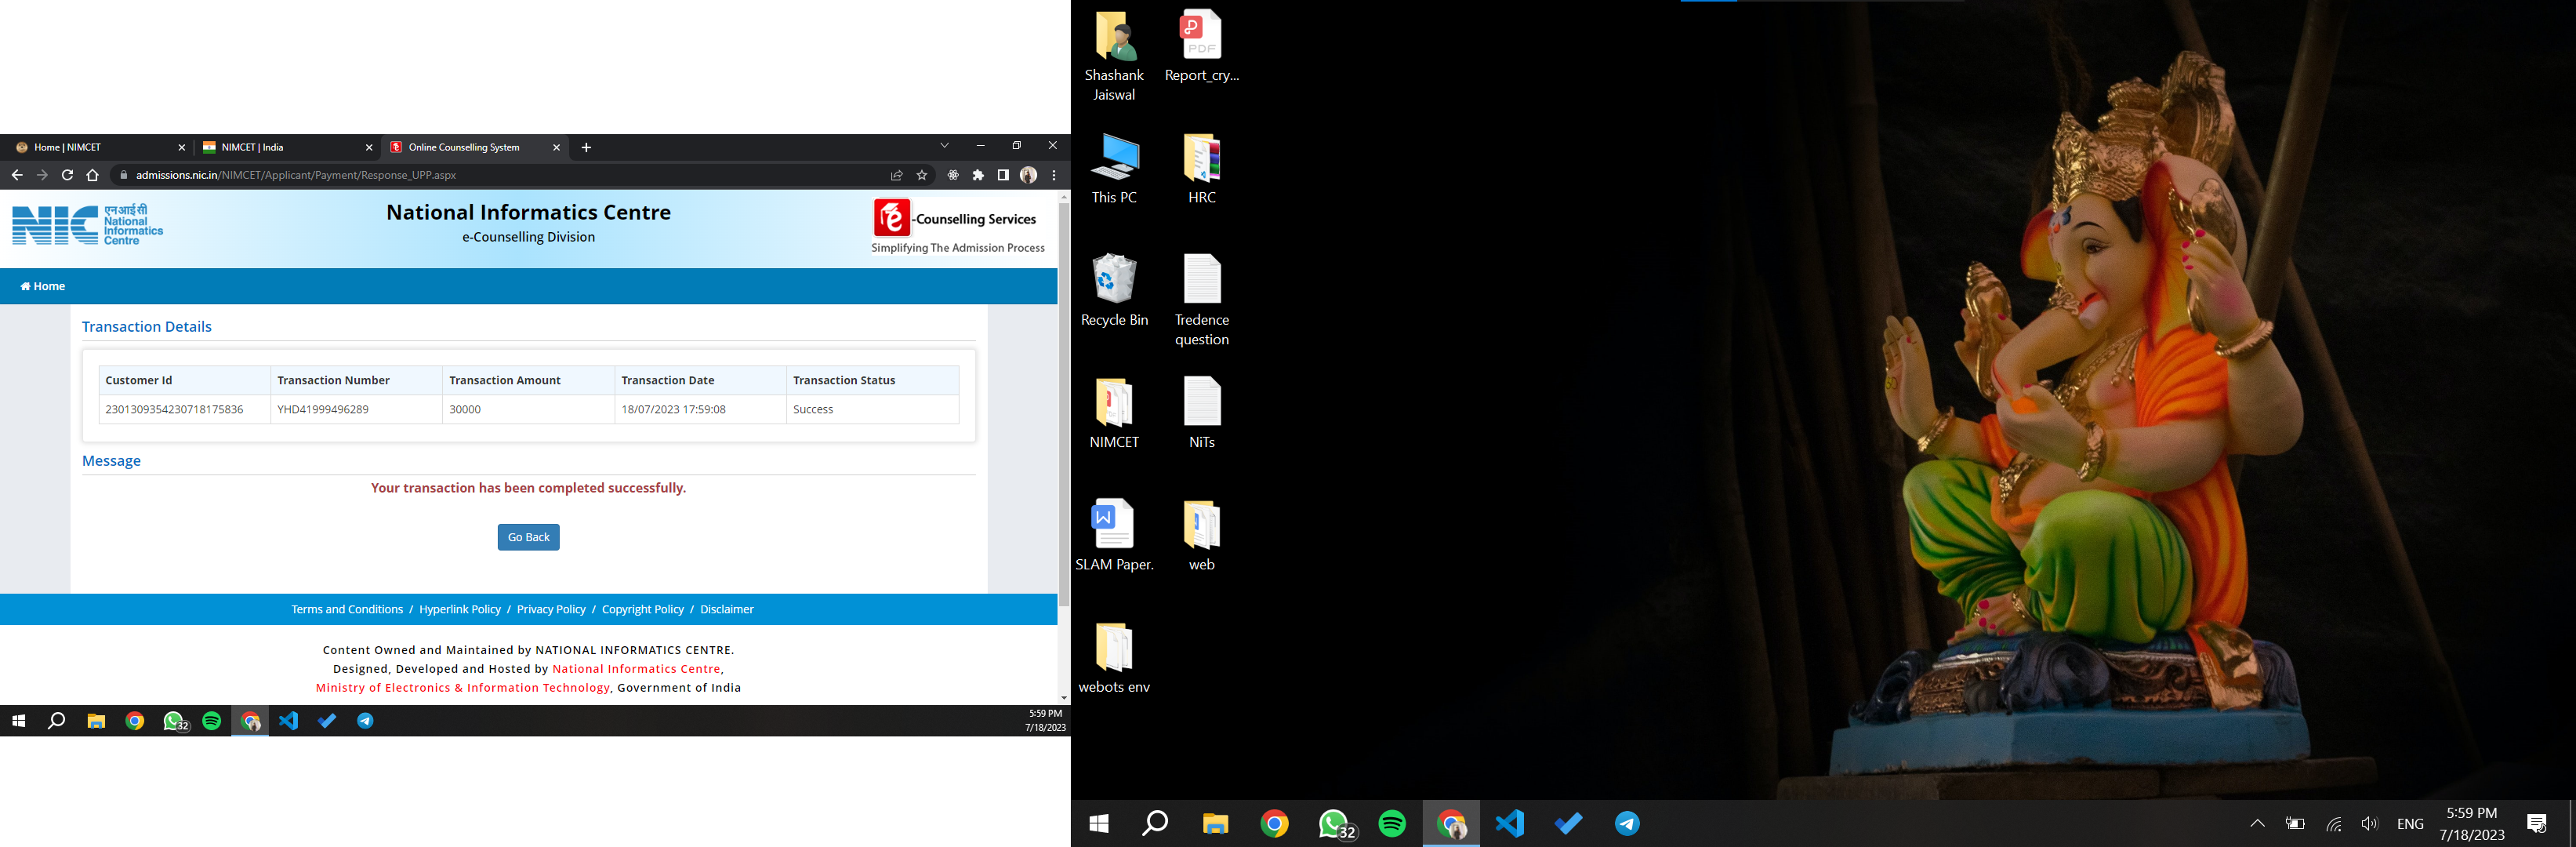 Home | NIMCET
NIMCET | India
Online Counselling System
admissions.nic.in/NIMCET/Applicant/Payment/Response_UPP.aspx
NIC
एनआईसी
National
Informatics
Centre
National Informatics Centre
e-Counselling Division
e-Counselling Services
Simplifying The Admission Process
Home
Transaction Details
Customer Id Transaction Number Transaction Amount Transaction Date Transaction Status
2301309354230718175836 YHD41999496289 30000 18/07/2023 17:59:08 Success
Message
Your transaction has been completed successfully.
Go Back
Terms and Conditions / Hyperlink Policy / Privacy Policy / Copyright Policy / Disclaimer
Content Owned and Maintained by NATIONAL INFORMATICS CENTRE.
Designed, Developed and Hosted by National Informatics Centre,
Ministry of Electronics & Information Technology, Government of India
32
5:59 PM
7/18/2023
Shashank
Jaiswal
PDF
Report_cry...
This PC
HRC
Recycle Bin
Tredence
question
NIMCET
NiTs
W
SLAM Paper.
web
webots env
32
ENG
5:59 PM
7/18/2023